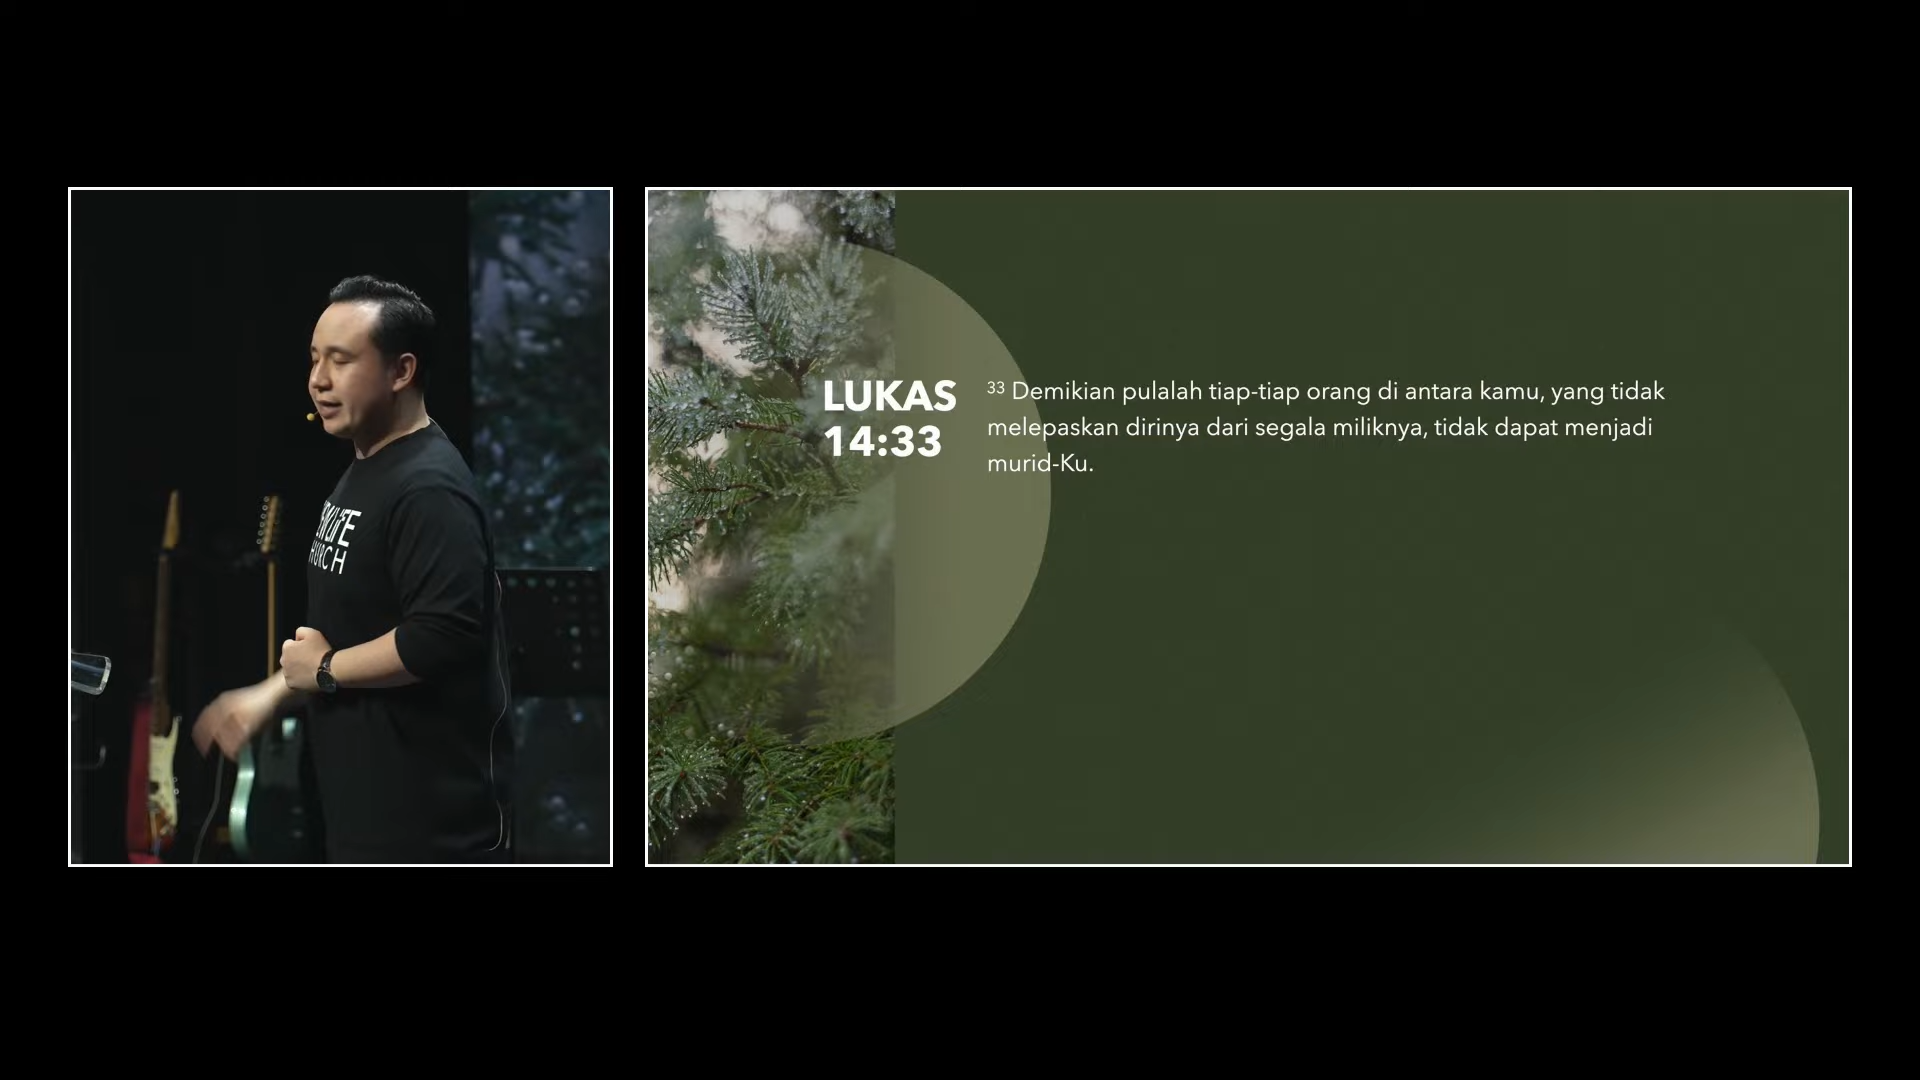 HURCH
LUKAS
14:33
33 Demikian pulalah tiap-tiap orang di antara kamu, yang tidak
melepaskan dirinya dari segala miliknya, tidak dapat menjadi
murid-Ku.